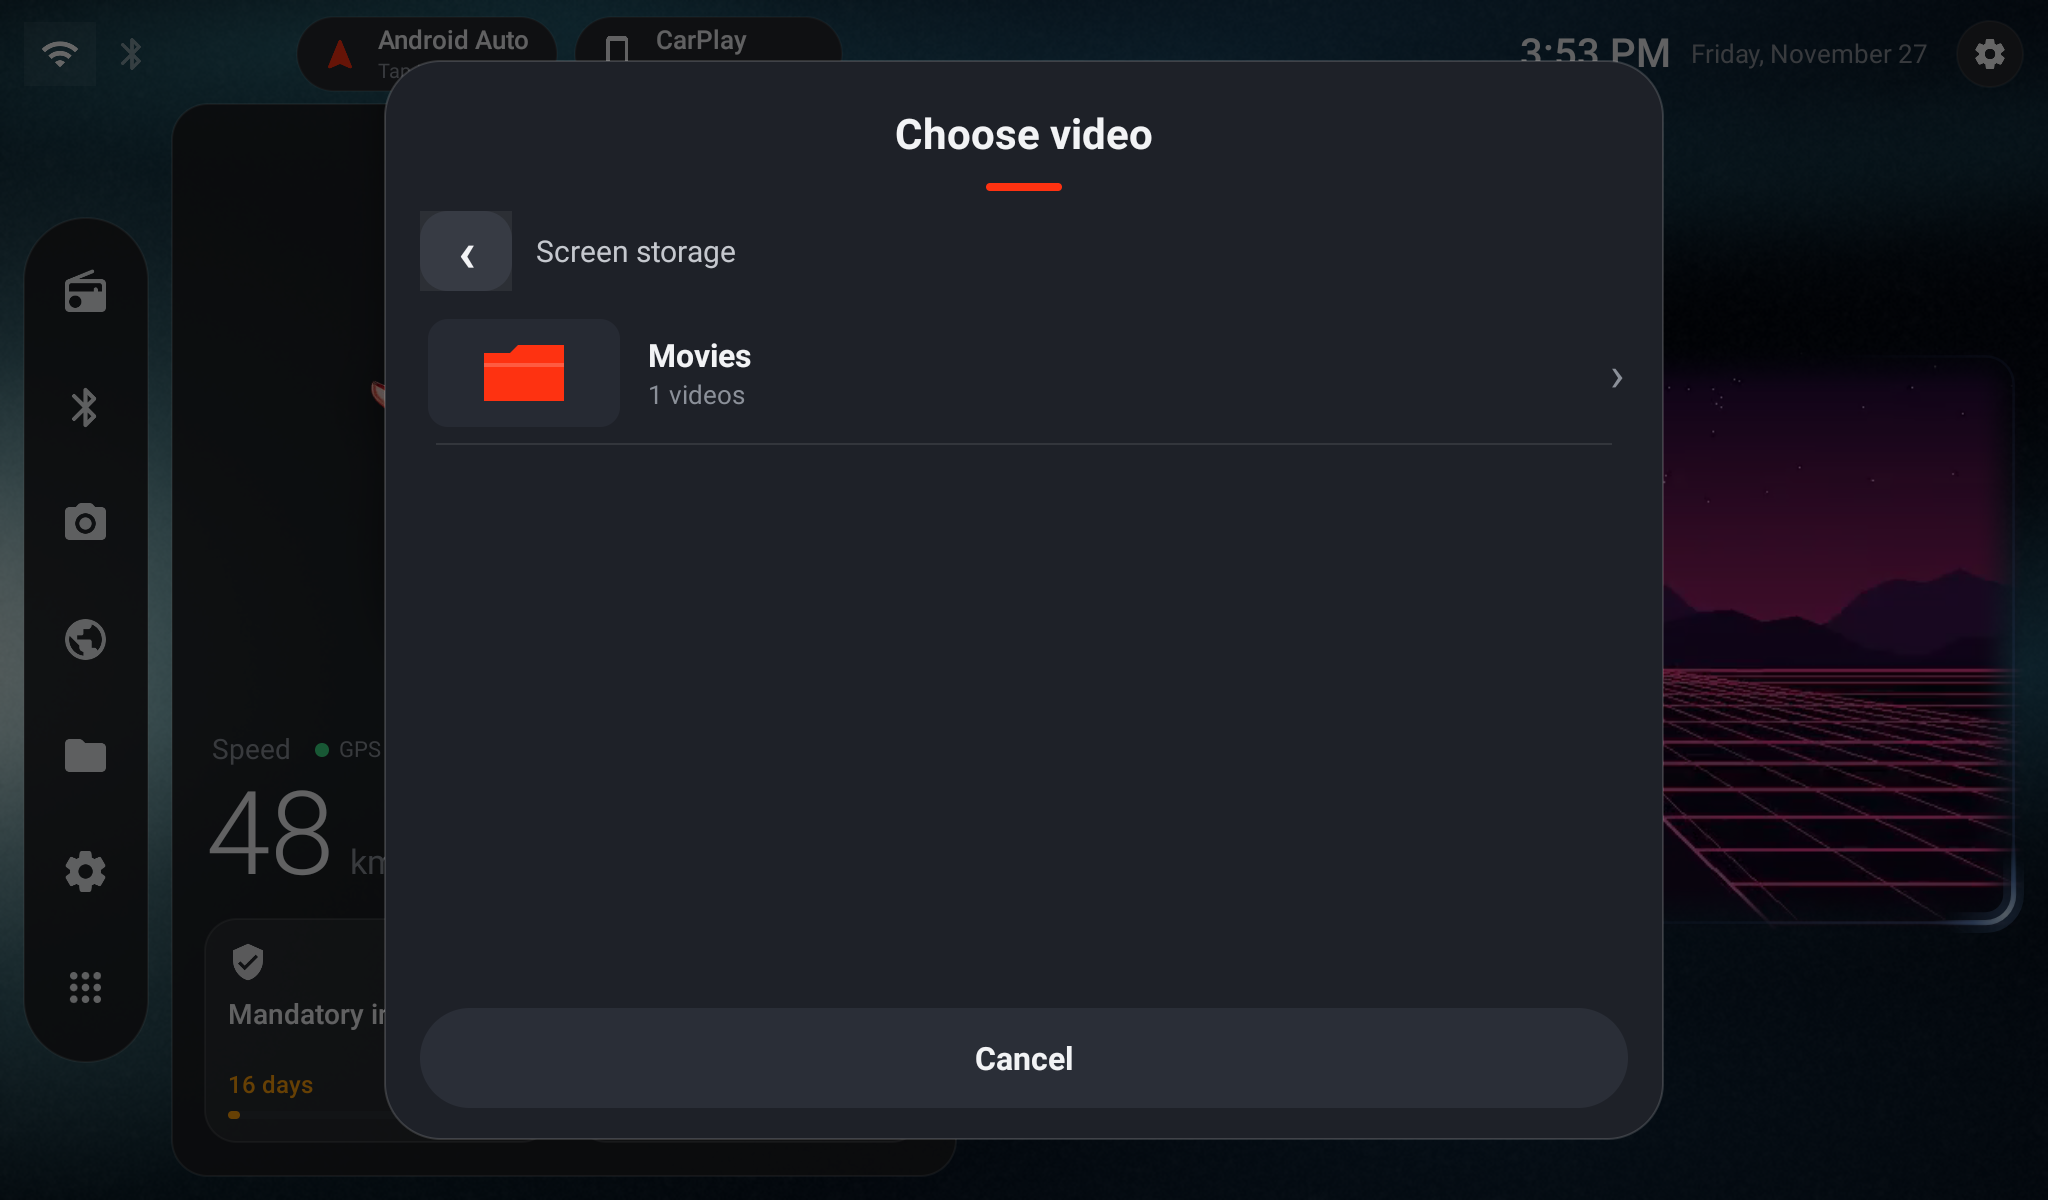 Android Auto
CarPlay
3:53 PM
Friday, November 27
Choose video
Screen storage
Movies
1 videos
Speed
GPS
48
Mandatory
16 days
Cancel